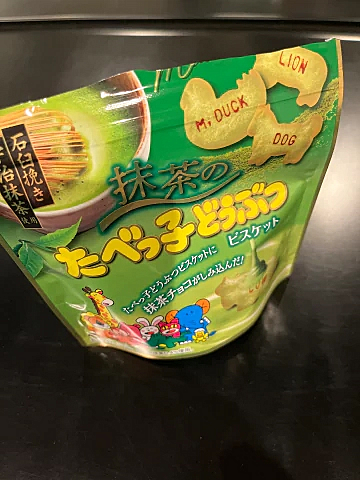 LION
M. DUCK
DOG
石臼挽き
宇治抹茶
使用
抹茶の
たべっ子どうぶつ
ビスケット
たべっ子どうぶつビスケットに
抹茶チョコがしみ込んだ!